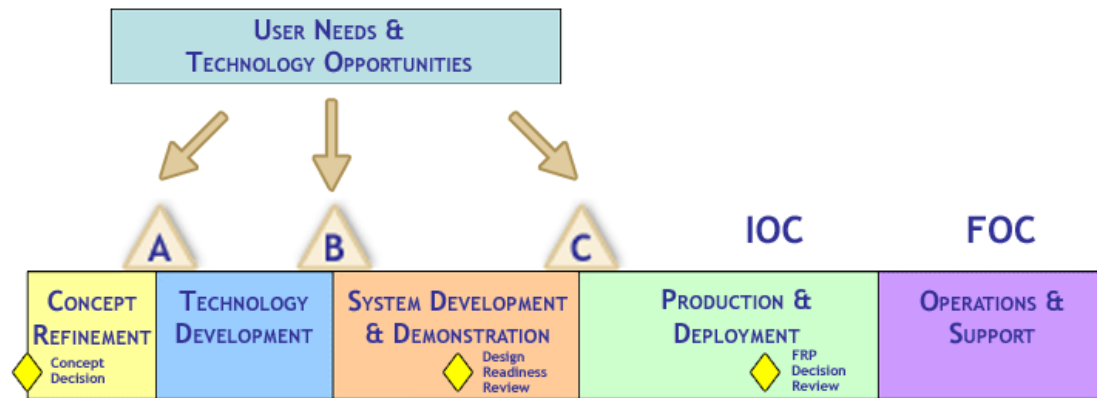 User Needs &
Technology Opportunities
A
B
C
IOC
FOC
Concept
Refinement
Concept
Decision
Technology
Development
System Development
& Demonstration
Design
Readiness
Review
Production &
Deployment
FRP
Decision
Review
Operations &
Support